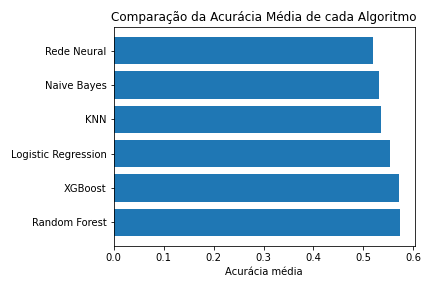 Comparação da Acurácia Média de cada Algoritmo
Rede Neural
Naive Bayes
KNN
Logistic Regression
XGBoost
Random Forest
0.0 0.1 0.2 0.3 0.4 0.5 0.6
Acurácia média